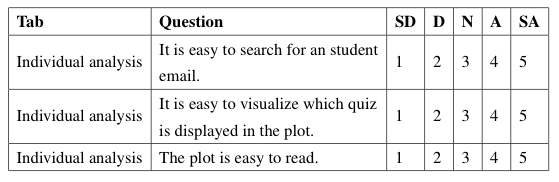 Tab Question SD D N A SA
Individual analysis It is easy to search for an student
email. 1 2 3 4 5
Individual analysis It is easy to visualize which quiz
is displayed in the plot. 1 2 3 4 5
Individual analysis The plot is easy to read. 1 2 3 4 5